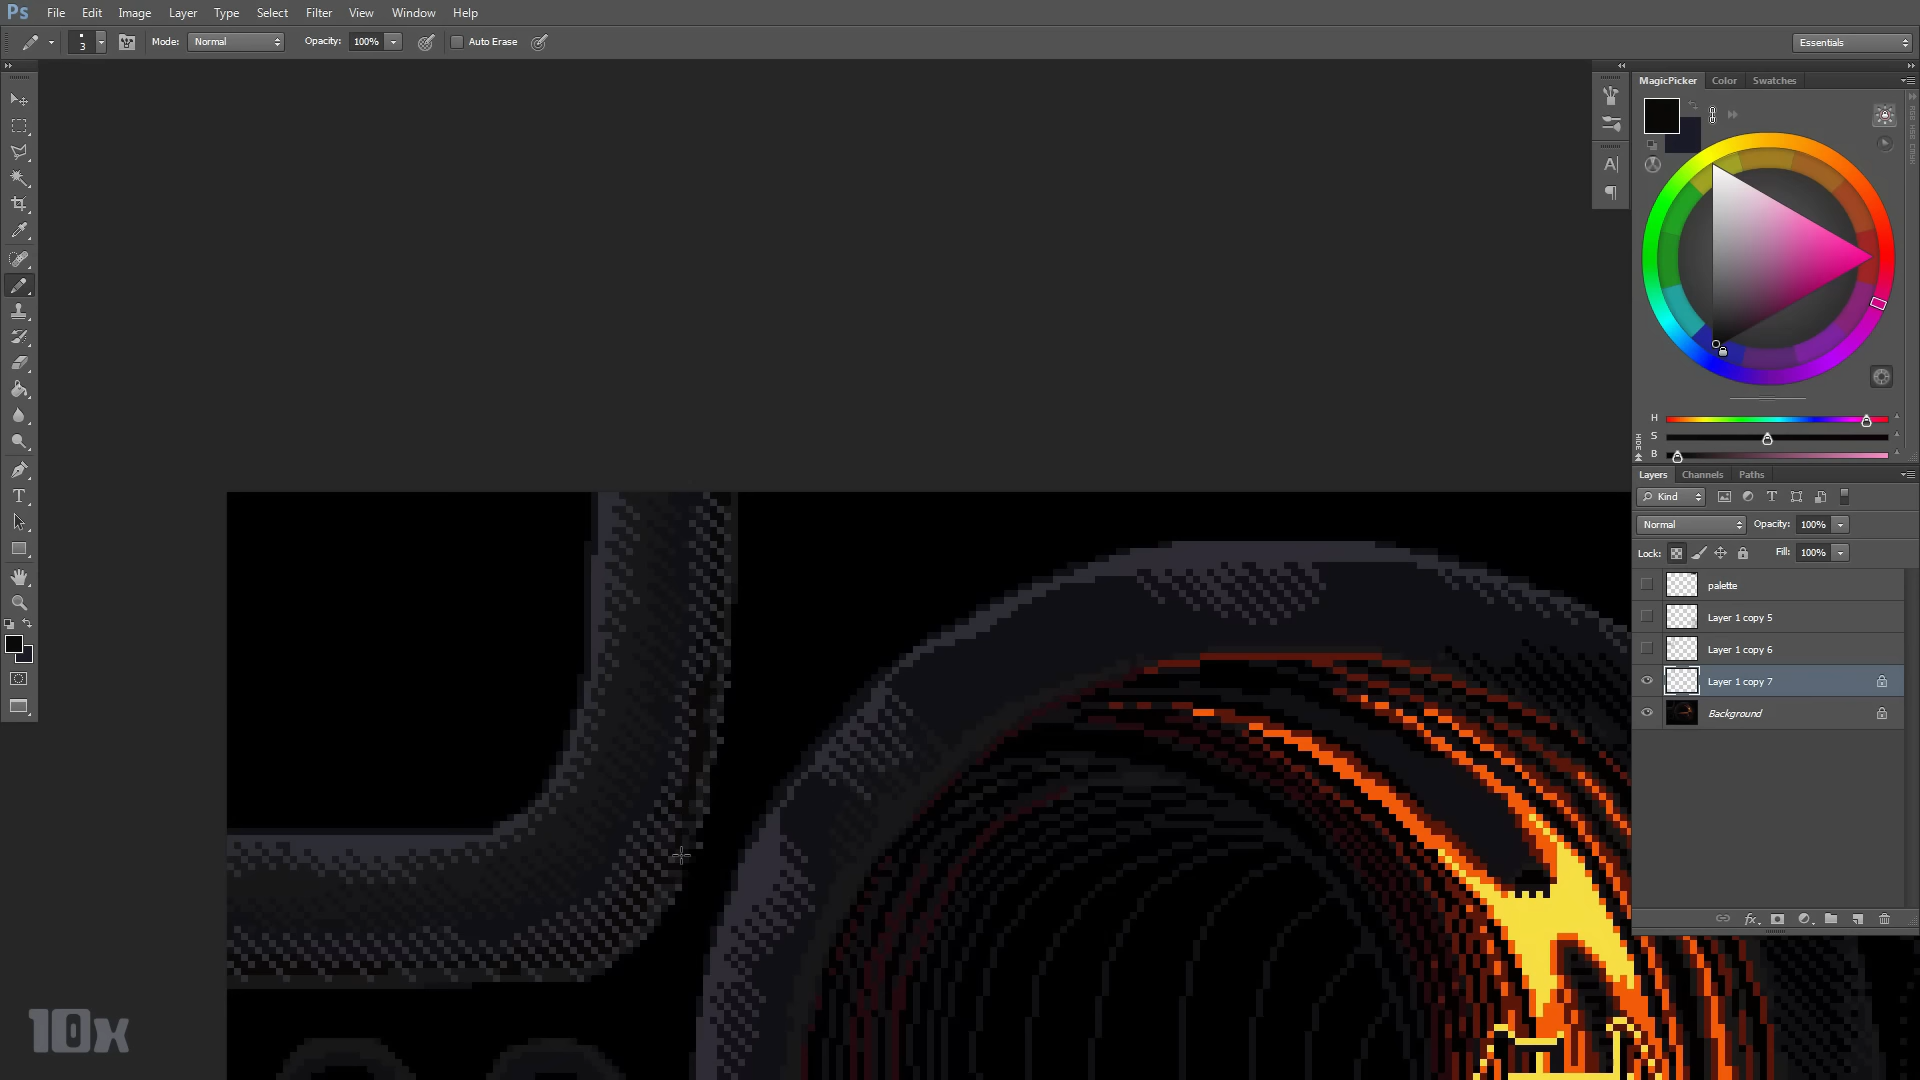 Ps File Edit Image Layer Type Select Filter View Window Help
3 Mode: Normal Opacity: 100% Auto Erase Essentials
MagicPicker Color Swatches
H
S
B
HIDE
Layers Channels Paths
Kind
Normal Opacity: 100%
Lock: Fill: 100%
palette
Layer 1 copy 5
Layer 1 copy 6
Layer 1 copy 7
Background
10x